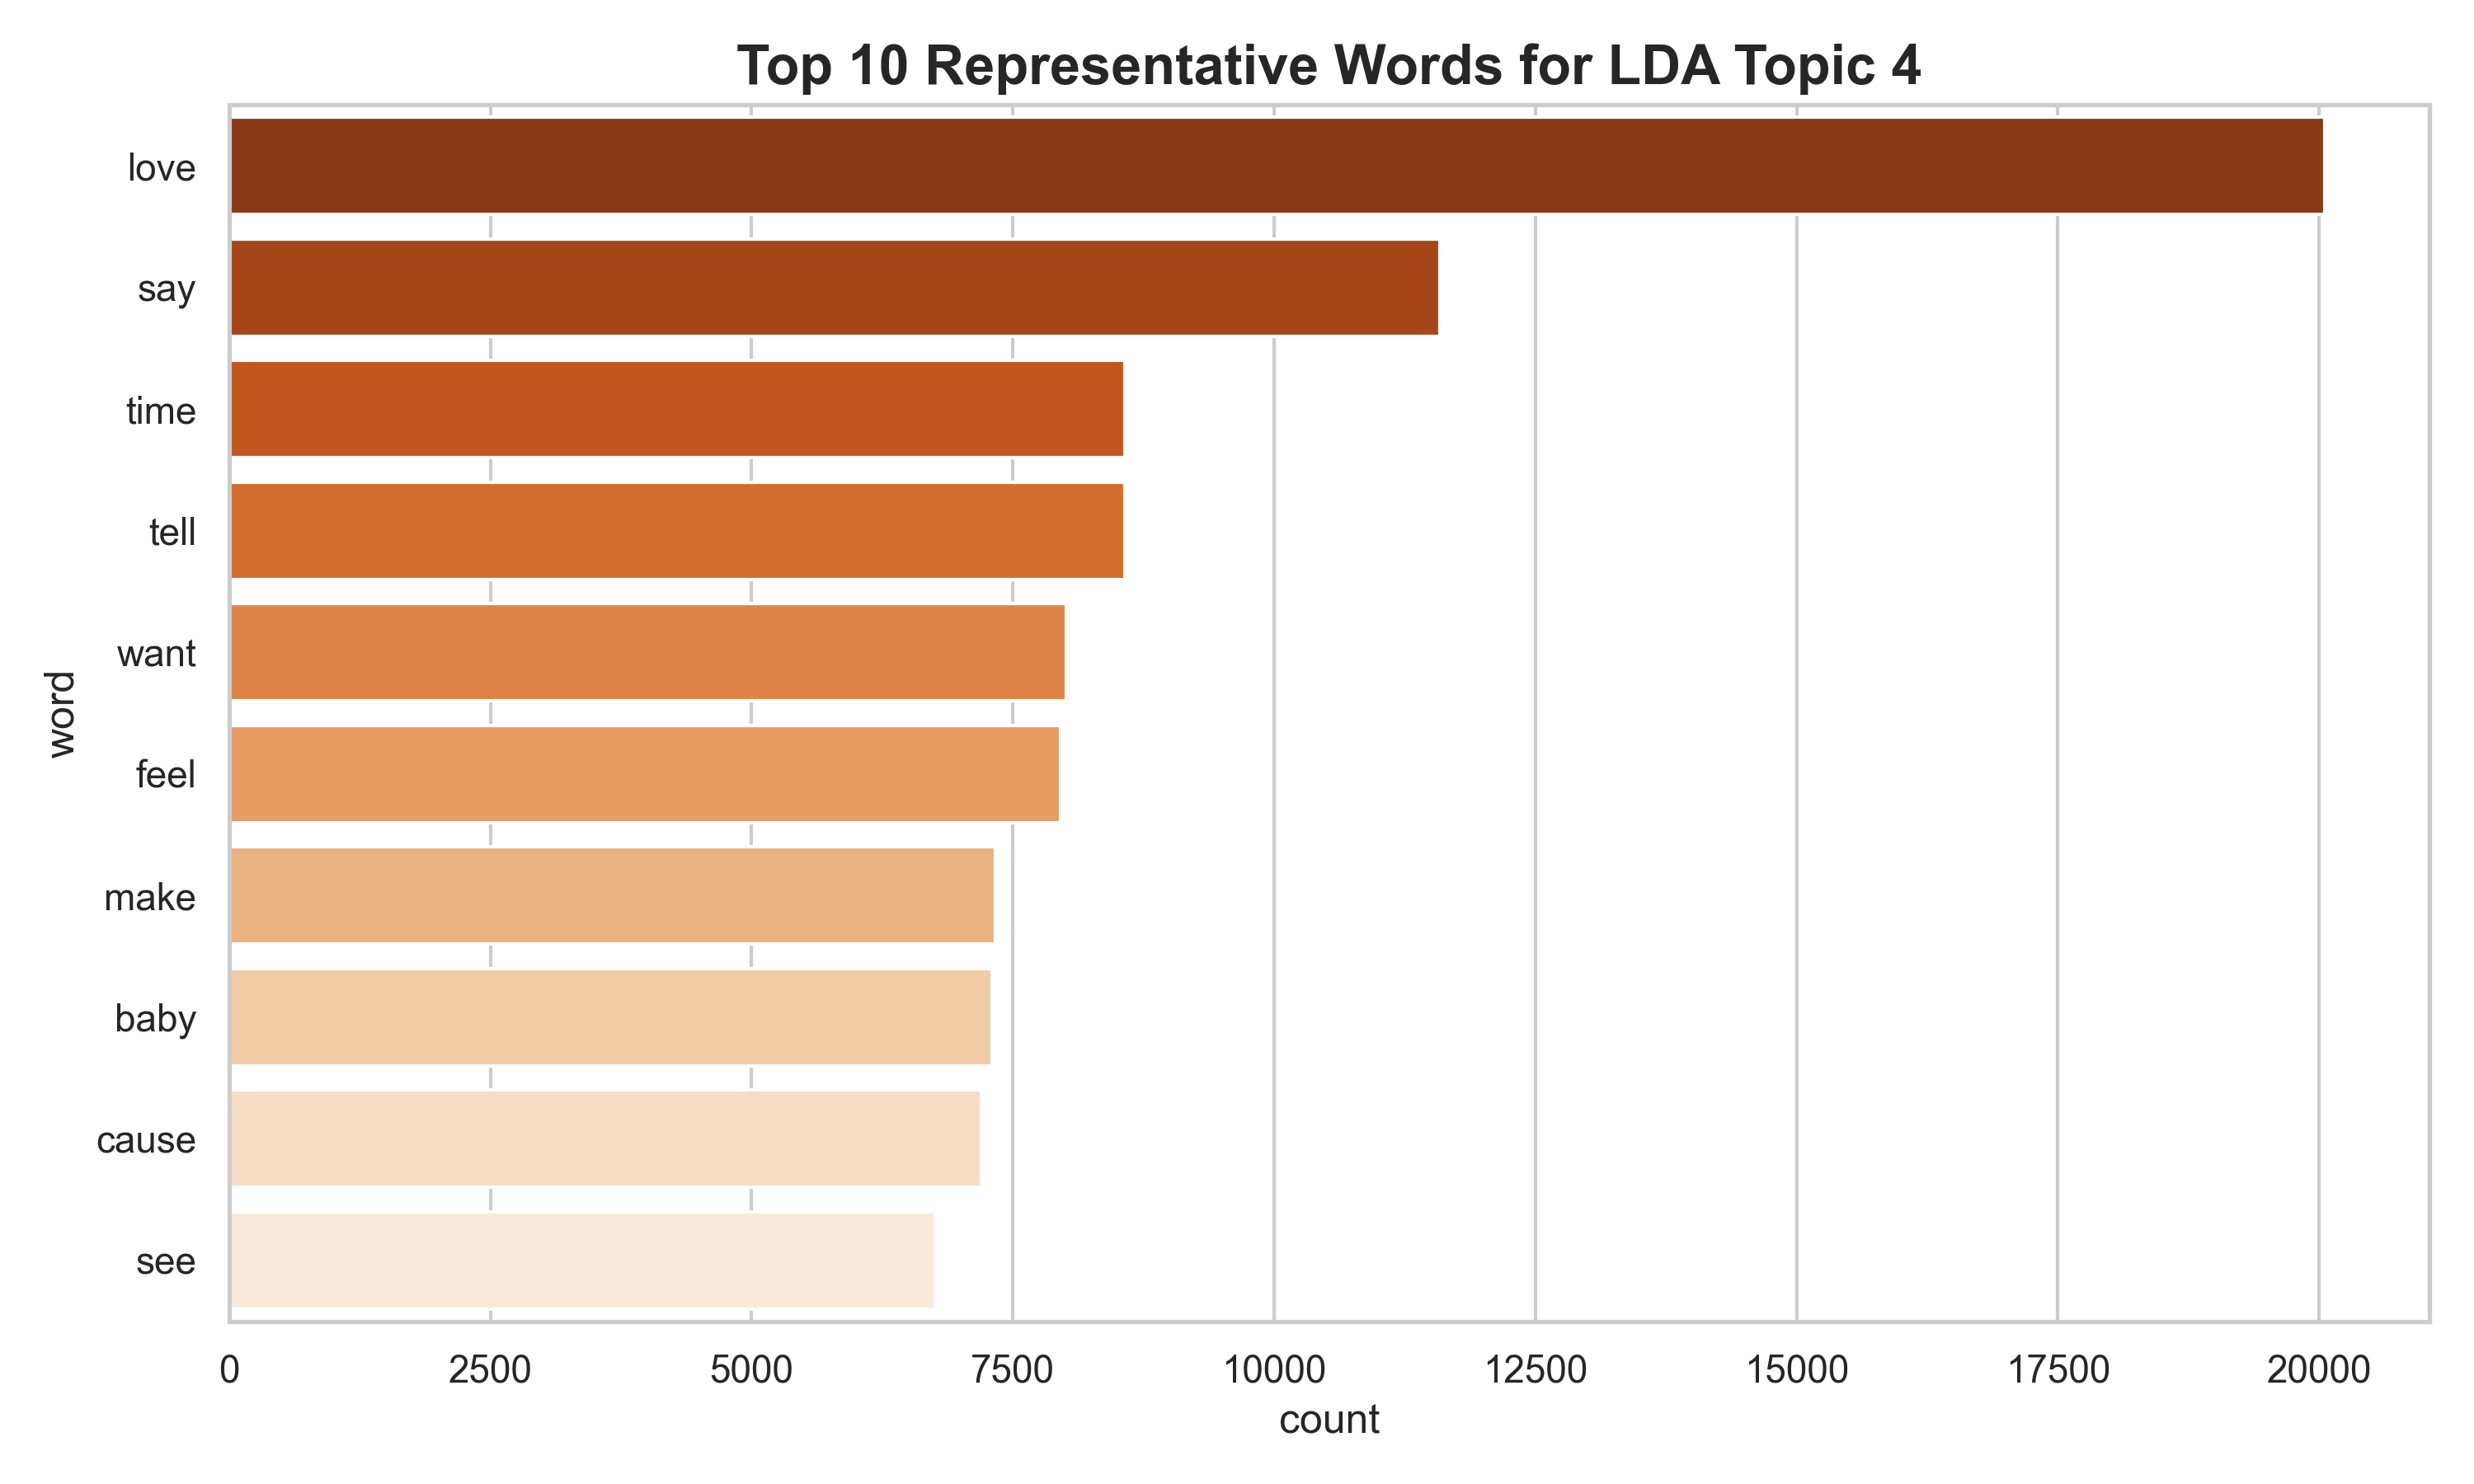 Top 10 Representative Words for LDA Topic 4
word
love
say
time
tell
want
feel
make
baby
cause
see
0 2500 5000 7500 10000 12500 15000 17500 20000
count